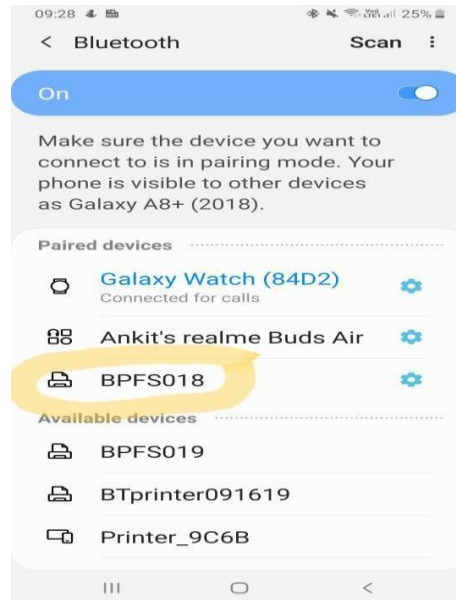 09:28 25%
Bluetooth Scan
On
Make sure the device you want to
connect to is in pairing mode. Your
phone is visible to other devices
as Galaxy A8+ (2018).
Paired devices
Galaxy Watch (84D2)
Connected for calls
Ankit's realme Buds Air
BPFS018
Available devices
BPFS019
BTprinter091619
Printer_9C6B